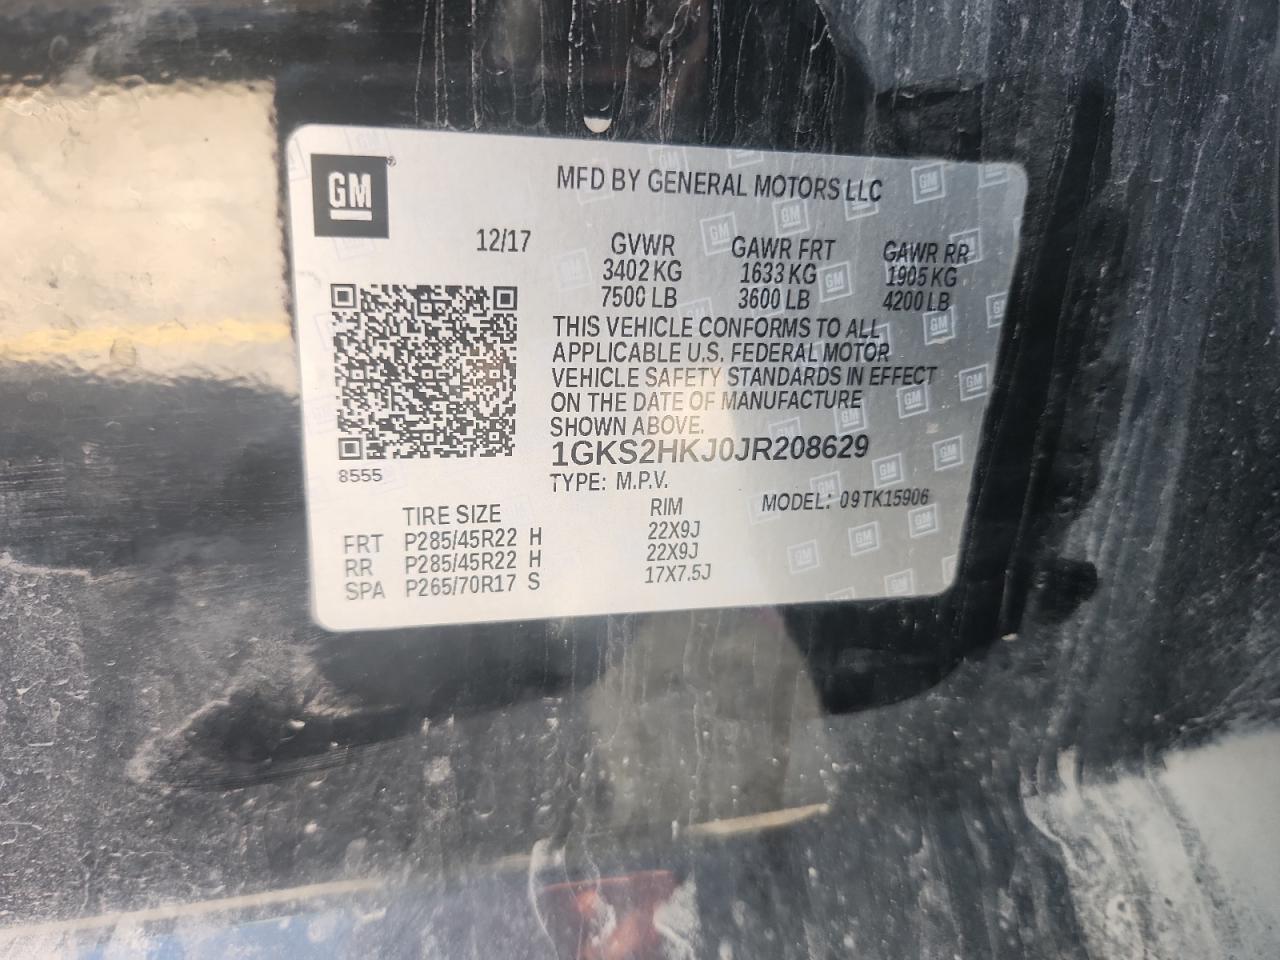 GM
MFD BY GENERAL MOTORS LLC
12/17 GVWR GAWR FRT GAWR RR
3402 KG 1633 KG 1905 KG
7500 LB 3600 LB 4200 LB
THIS VEHICLE CONFORMS TO ALL
APPLICABLE U.S. FEDERAL MOTOR
VEHICLE SAFETY STANDARDS IN EFFECT
ON THE DATE OF MANUFACTURE
SHOWN ABOVE.
1GKS2HKJ0JR208629
8555
TYPE: M.P.V. MODEL: 09TK15906
TIRE SIZE RIM
FRT P285/45R22 H 22X9J
RR P285/45R22 H 22X9J
SPA P265/70R17 S 17X7.5J